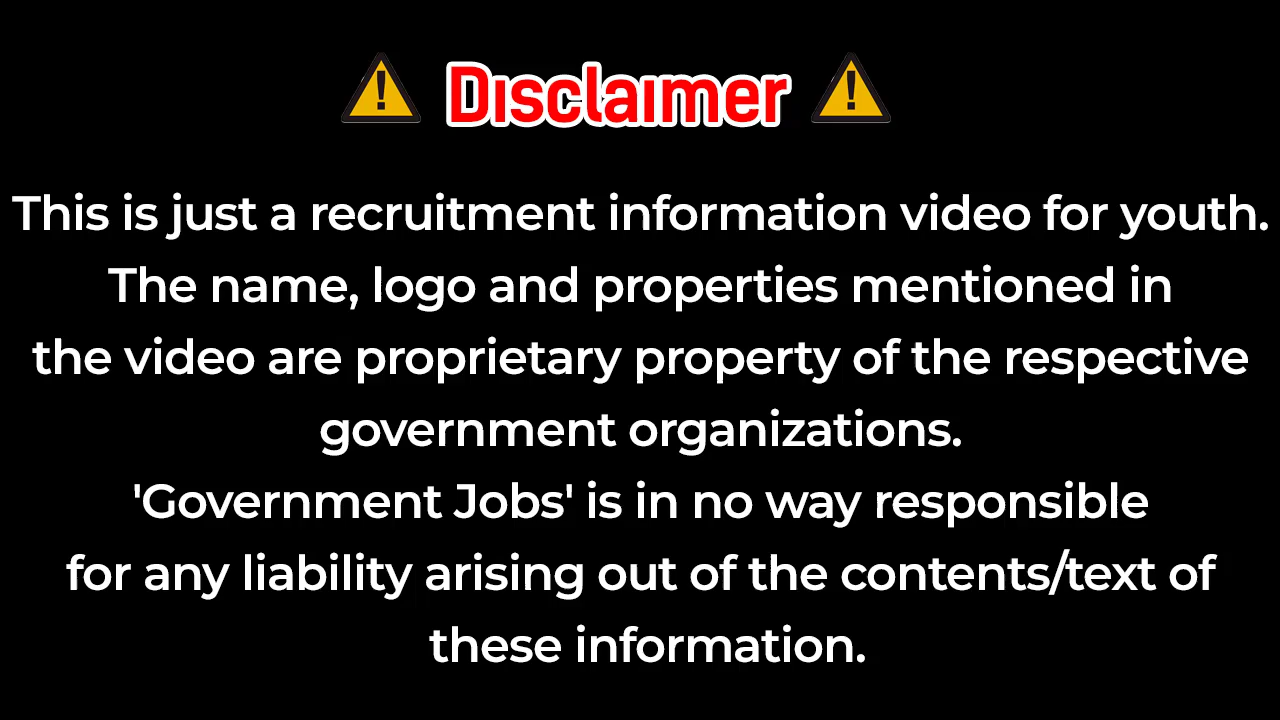 Disclaimer
This is just a recruitment information video for youth.
The name, logo and properties mentioned in
the video are proprietary property of the respective
government organizations.
'Government Jobs' is in no way responsible
for any liability arising out of the contents/text of
these information.